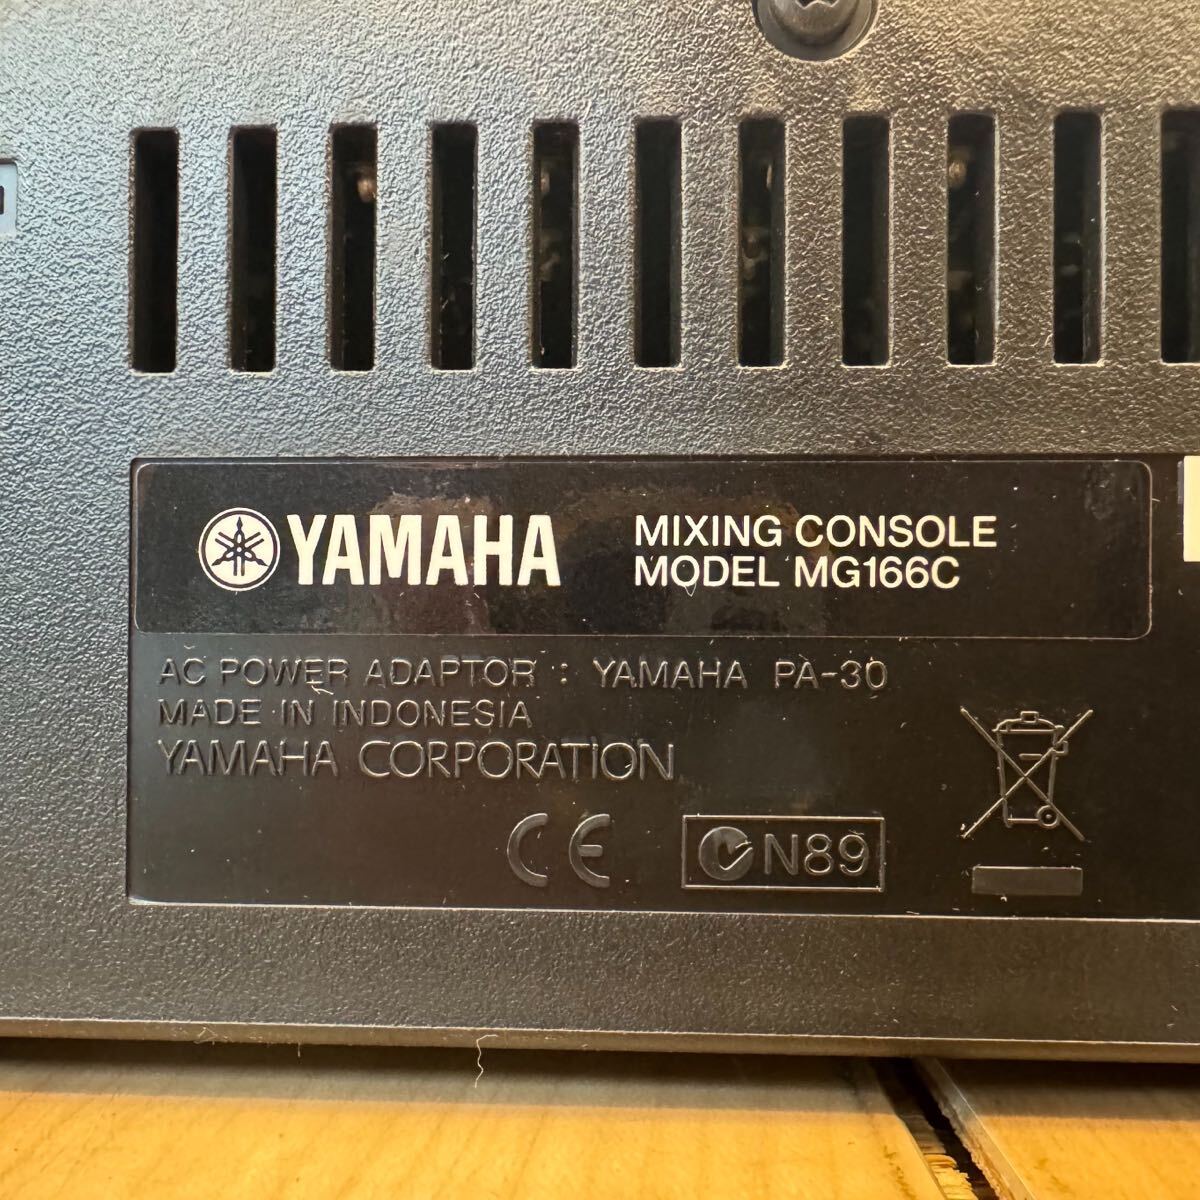 YAMAHA
MIXING CONSOLE
MODEL MG166C
AC POWER ADAPTOR : YAMAHA PA-30
MADE IN INDONESIA
YAMAHA CORPORATION
CE
N89